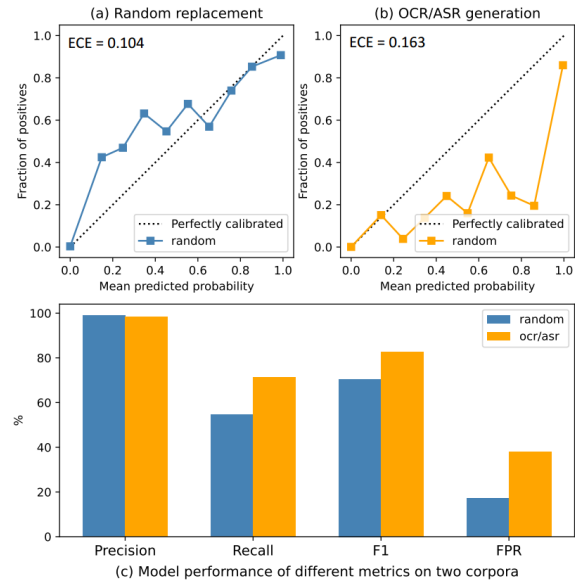 (a) Random replacement
ECE = 0.104
1.0
0.8
0.6
0.4
0.2
0.0
Fraction of positives
Perfectly calibrated
random
0.0 0.2 0.4 0.6 0.8 1.0
Mean predicted probability
(b) OCR/ASR generation
ECE = 0.163
1.0
0.8
0.6
0.4
0.2
0.0
Fraction of positives
Perfectly calibrated
random
0.0 0.2 0.4 0.6 0.8 1.0
Mean predicted probability
100
80
60
40
20
0
%
random
ocr/asr
Precision Recall F1 FPR
(c) Model performance of different metrics on two corpora